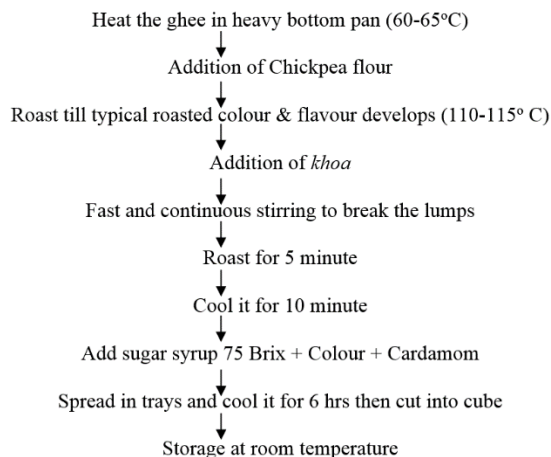 Heat the ghee in heavy bottom pan (60-65°C)
Addition of Chickpea flour
Roast till typical roasted colour & flavour develops (110-115° C)
Addition of khoa
Fast and continuous stirring to break the lumps
Roast for 5 minute
Cool it for 10 minute
Add sugar syrup 75 Brix + Colour + Cardamom
Spread in trays and cool it for 6 hrs then cut into cube
Storage at room temperature